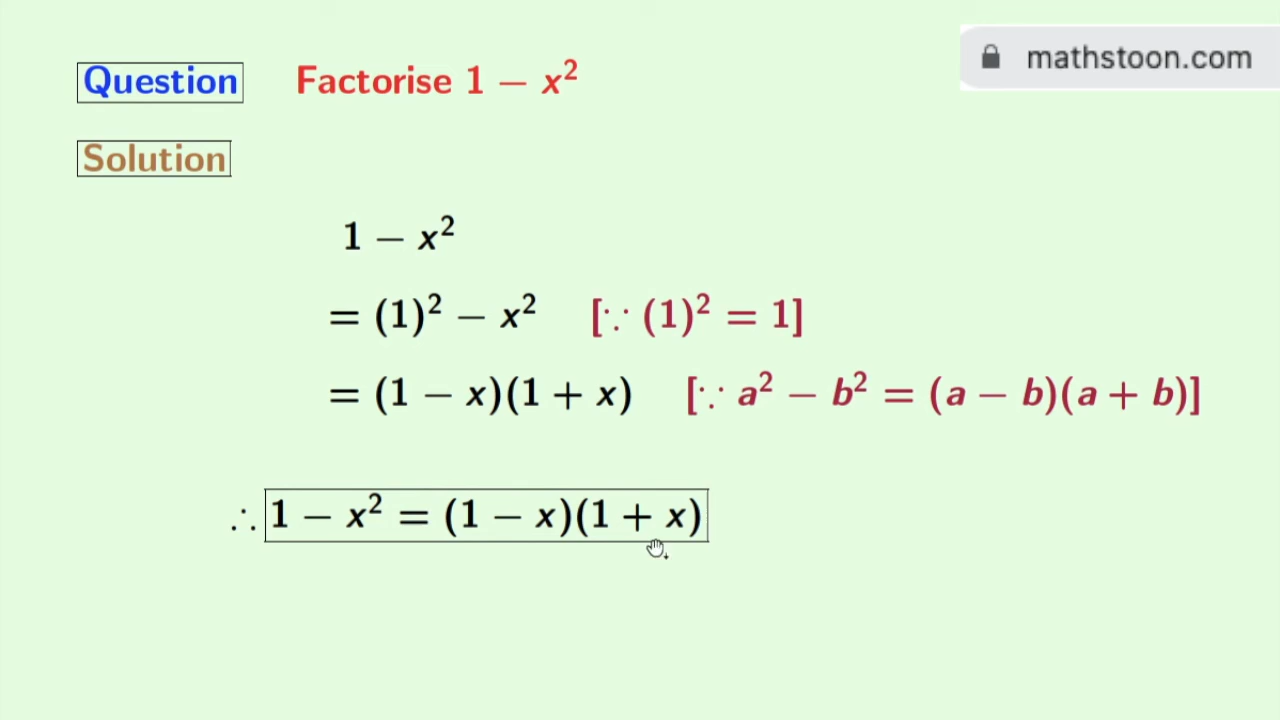 Question Factorise 1 − x²
mathstoon.com
Solution
1 − x²
= (1)² − x² [∵ (1)² = 1]
= (1 − x)(1 + x) [∵ a² − b² = (a − b)(a + b)]
∴ 1 − x² = (1 − x)(1 + x)